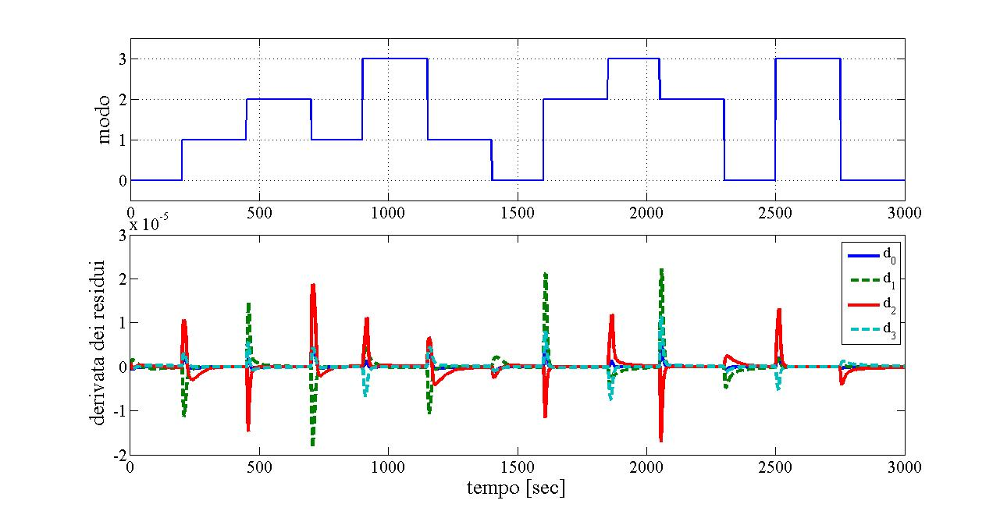 modo
3
2
1
0
0 500 1000 1500 2000 2500 3000
x 10⁻⁵
derivata dei residui
3
2
1
0
-1
-2
d₀
d₁
d₂
d₃
0 500 1000 1500 2000 2500 3000
tempo [sec]